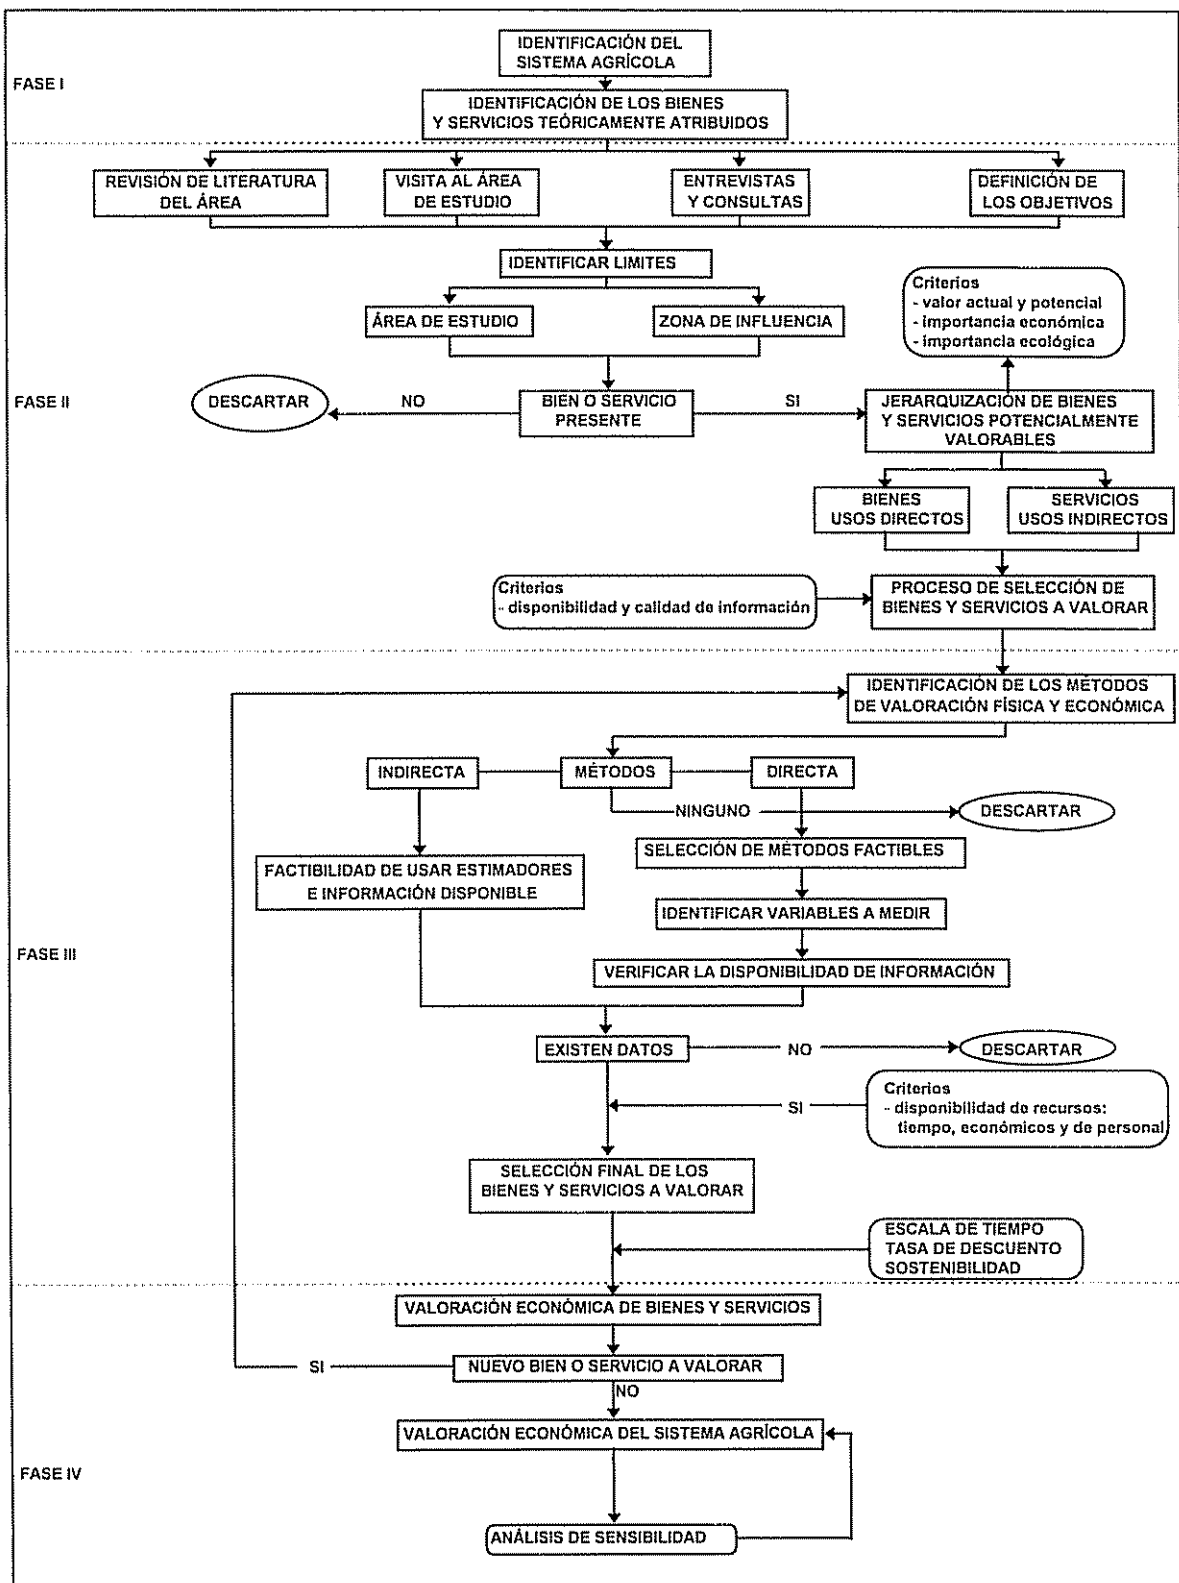 IDENTIFICACIÓN DEL
SISTEMA AGRÍCOLA
FASE I
IDENTIFICACIÓN DE LOS BIENES
Y SERVICIOS TEÓRICAMENTE ATRIBUIDOS
REVISIÓN DE LITERATURA
DEL ÁREA
VISITA AL ÁREA
DE ESTUDIO
ENTREVISTAS
Y CONSULTAS
DEFINICIÓN DE
LOS OBJETIVOS
IDENTIFICAR LIMITES
ÁREA DE ESTUDIO
ZONA DE INFLUENCIA
Criterios
- valor actual y potencial
- importancia económica
- importancia ecológica
FASE II
DESCARTAR
NO
BIEN O SERVICIO
PRESENTE
SI
JERARQUIZACIÓN DE BIENES
Y SERVICIOS POTENCIALMENTE
VALORABLES
BIENES
USOS DIRECTOS
SERVICIOS
USOS INDIRECTOS
Criterios
- disponibilidad y calidad de información
PROCESO DE SELECCIÓN DE
BIENES Y SERVICIOS A VALORAR
IDENTIFICACIÓN DE LOS MÉTODOS
DE VALORACIÓN FÍSICA Y ECONÓMICA
INDIRECTA
MÉTODOS
DIRECTA
NINGUNO
DESCARTAR
SELECCIÓN DE MÉTODOS FACTIBLES
FACTIBILIDAD DE USAR ESTIMADORES
E INFORMACIÓN DISPONIBLE
IDENTIFICAR VARIABLES A MEDIR
FASE III
VERIFICAR LA DISPONIBILIDAD DE INFORMACIÓN
EXISTEN DATOS
NO
DESCARTAR
SI
Criterios
- disponibilidad de recursos:
tiempo, económicos y de personal
SELECCIÓN FINAL DE LOS
BIENES Y SERVICIOS A VALORAR
ESCALA DE TIEMPO
TASA DE DESCUENTO
SOSTENIBILIDAD
VALORACIÓN ECONÓMICA DE BIENES Y SERVICIOS
SI
NUEVO BIEN O SERVICIO A VALORAR
NO
VALORACIÓN ECONÓMICA DEL SISTEMA AGRÍCOLA
FASE IV
ANÁLISIS DE SENSIBILIDAD